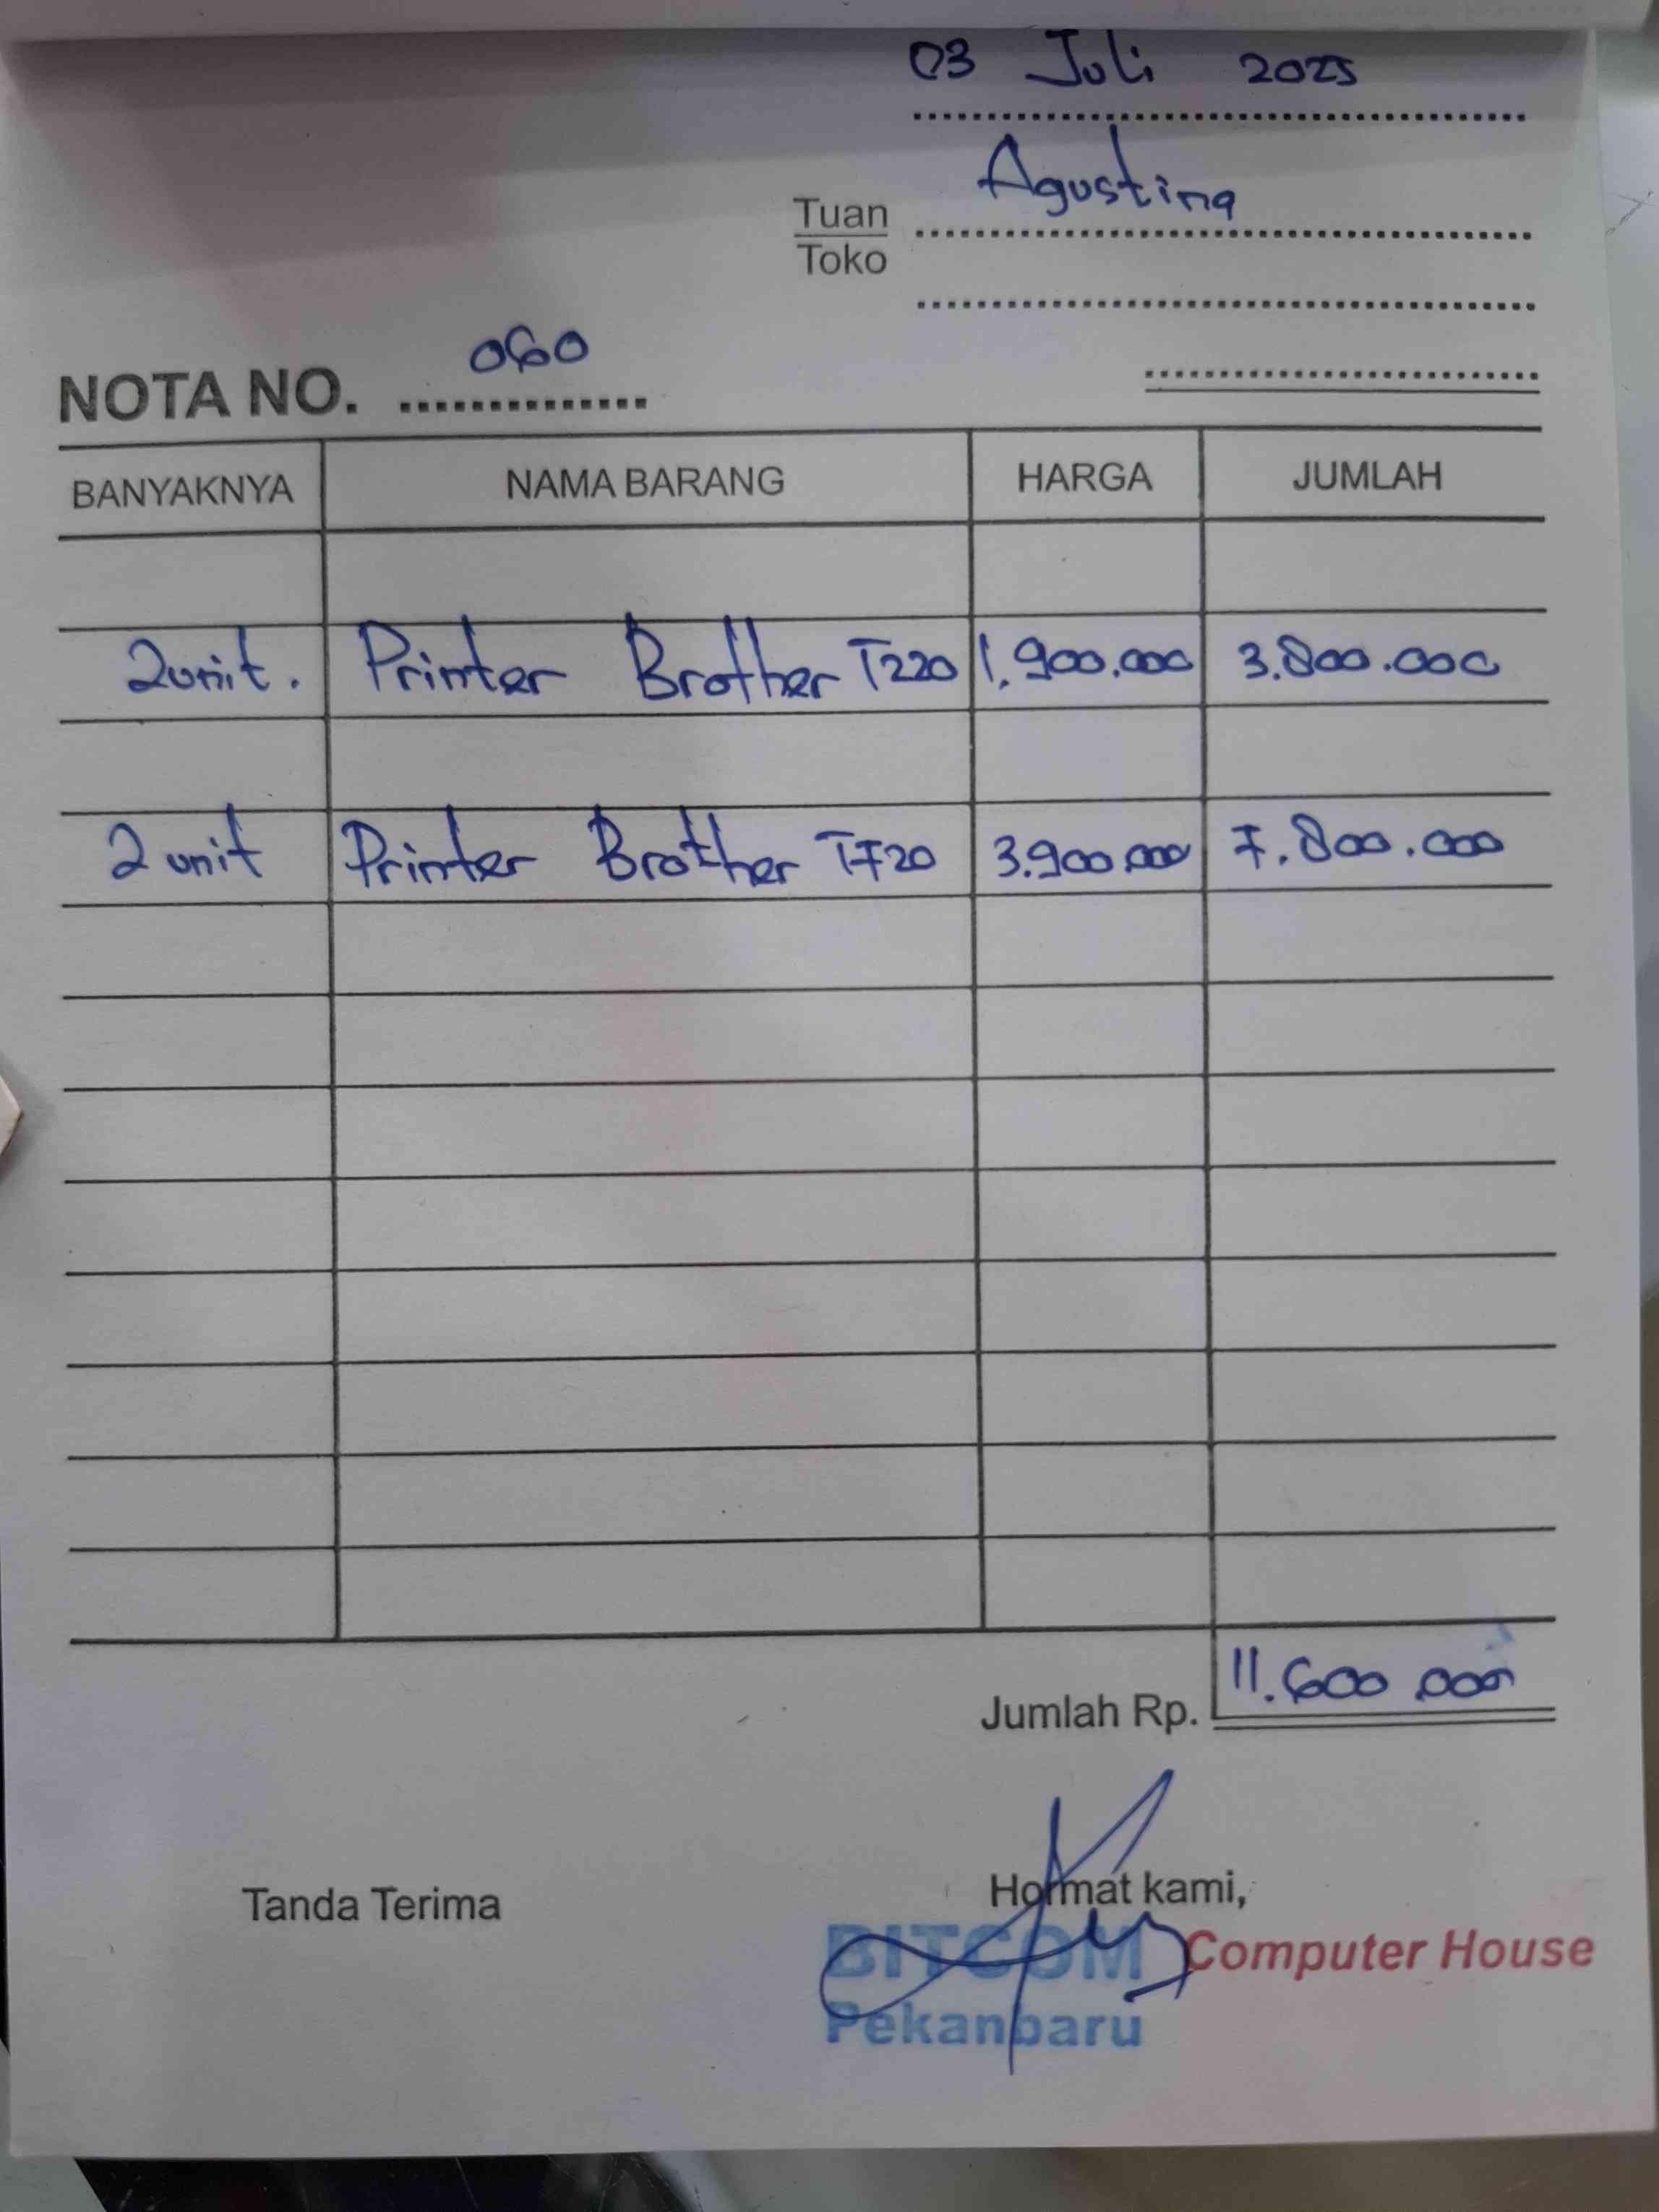 03 Juli 2025
Tuan Agustina
Toko
NOTA NO. 060
BANYAKNYA NAMA BARANG HARGA JUMLAH
2unit. Printer Brother T220 1.900.000 3.800.000
2 unit Printer Brother T720 3.900.000 7.800.000
Jumlah Rp. 11.600.000
Tanda Terima Hormat kami,
BITCOM Computer House
Pekanbaru